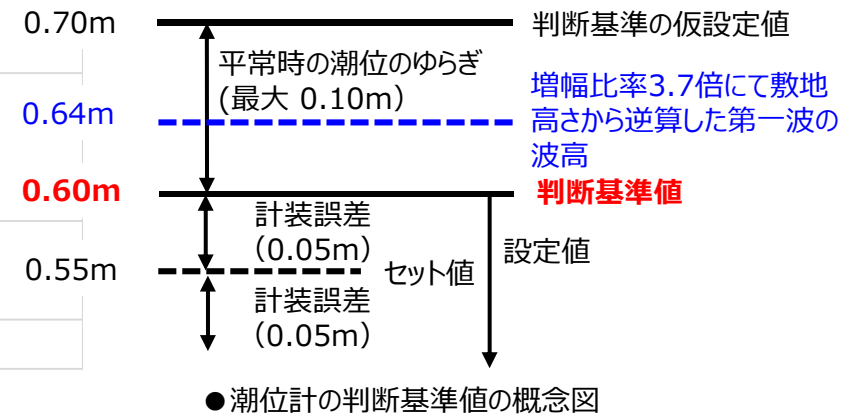 0.70m
判断基準の仮設定値
平常時の潮位のゆらぎ
(最大 0.10m）
0.64m
増幅比率3.7倍にて敷地
高さから逆算した第一波の
波高
0.60m
判断基準値
計装誤差
（0.05m）
設定値
0.55m
セット値
計装誤差
（0.05m）
●潮位計の判断基準値の概念図